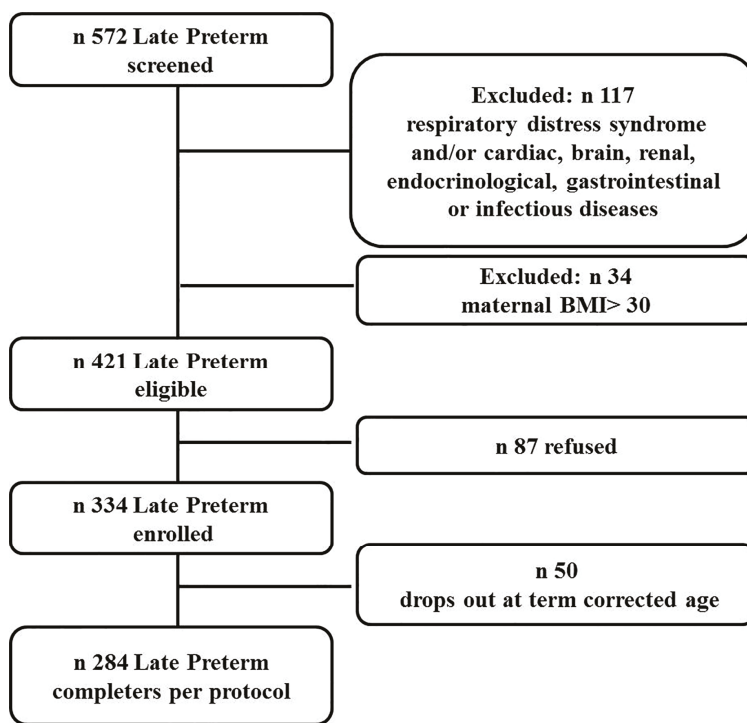 n 572 Late Preterm
screened
Excluded: n 117
respiratory distress syndrome
and/or cardiac, brain, renal,
endocrinological, gastrointestinal
or infectious diseases
Excluded: n 34
maternal BMI> 30
n 421 Late Preterm
eligible
n 87 refused
n 334 Late Preterm
enrolled
n 50
drops out at term corrected age
n 284 Late Preterm
completers per protocol